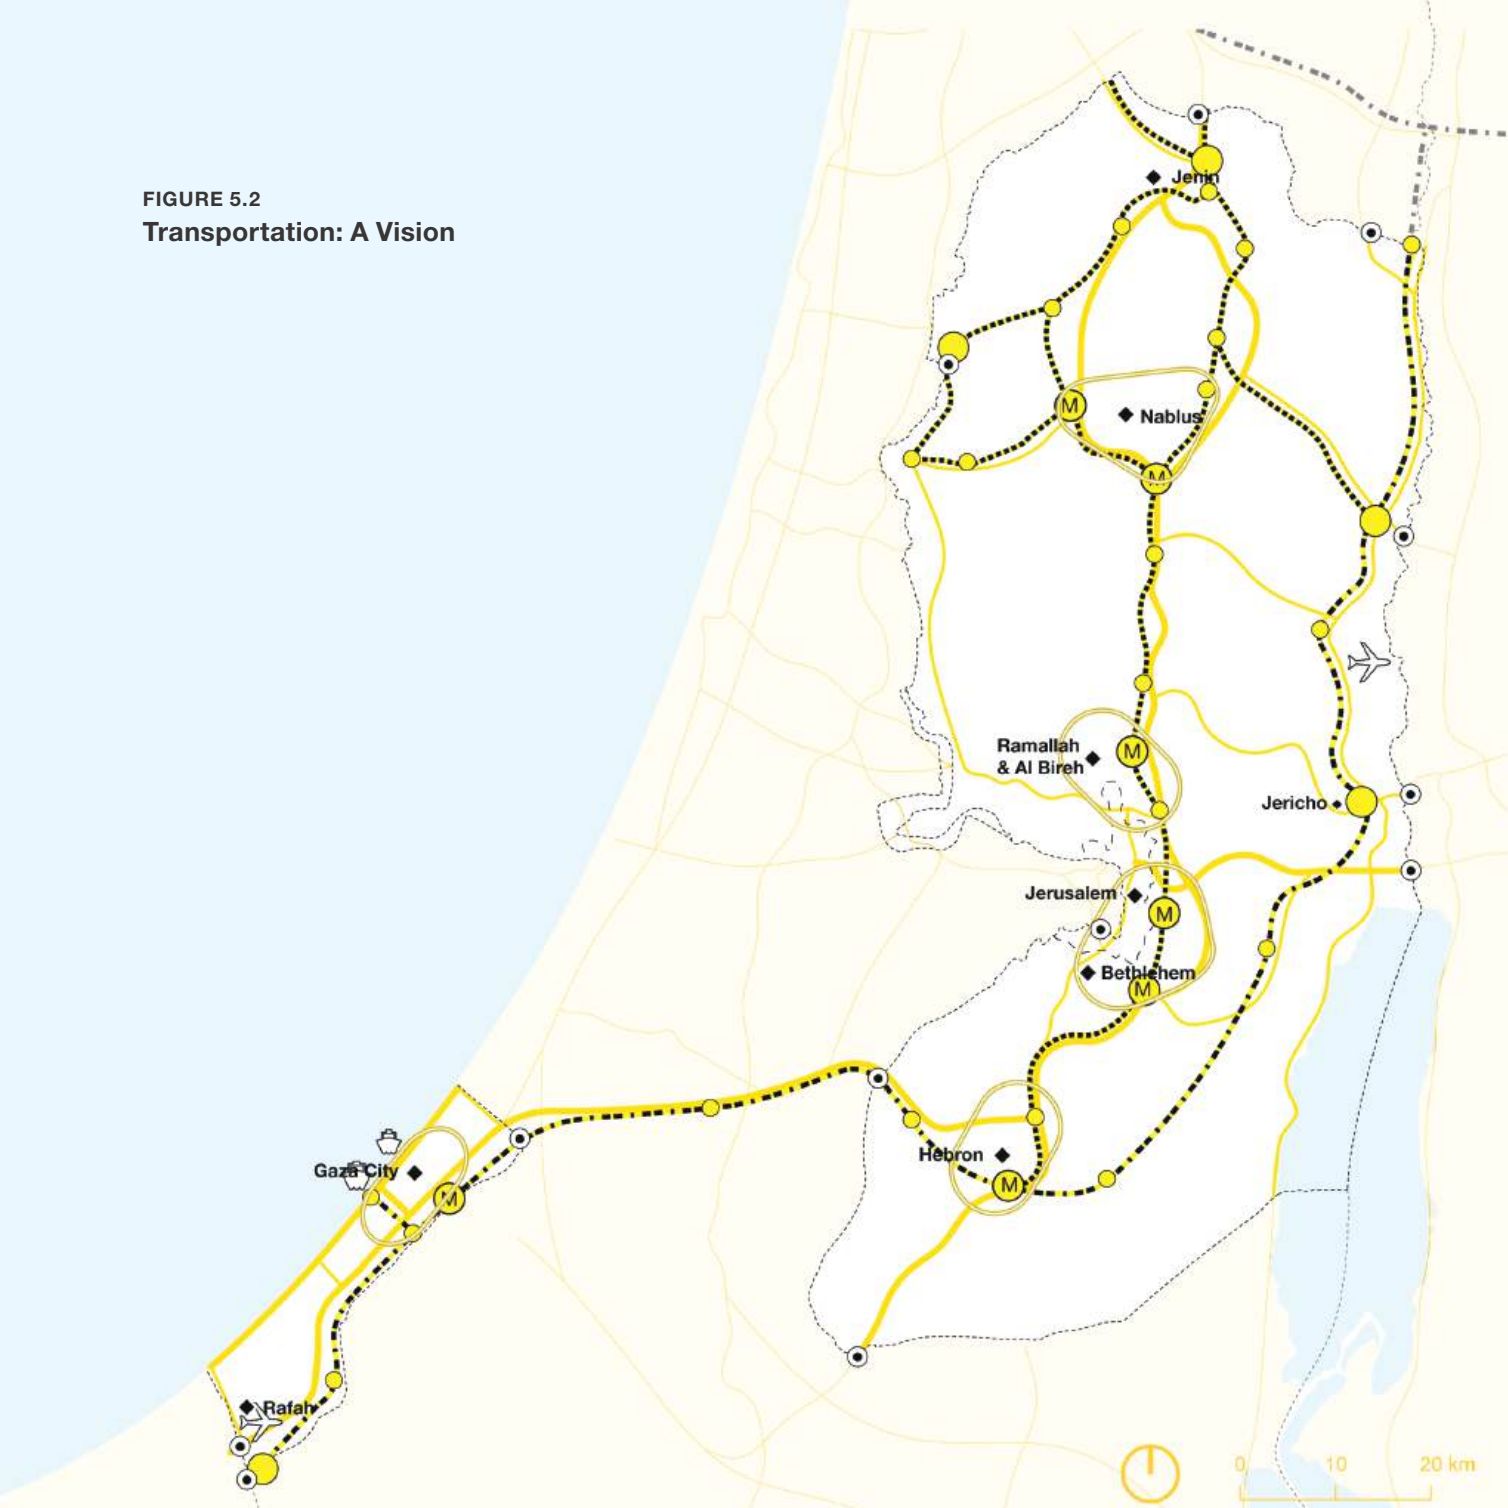 FIGURE 5.2
Transportation: A Vision
Jenin
M
Nablus
M
Ramallah
& Al Bireh
M
Jericho
Jerusalem
M
Bethlehem
M
Hebron
M
Gaza City
M
Rafah
0 10 20 km